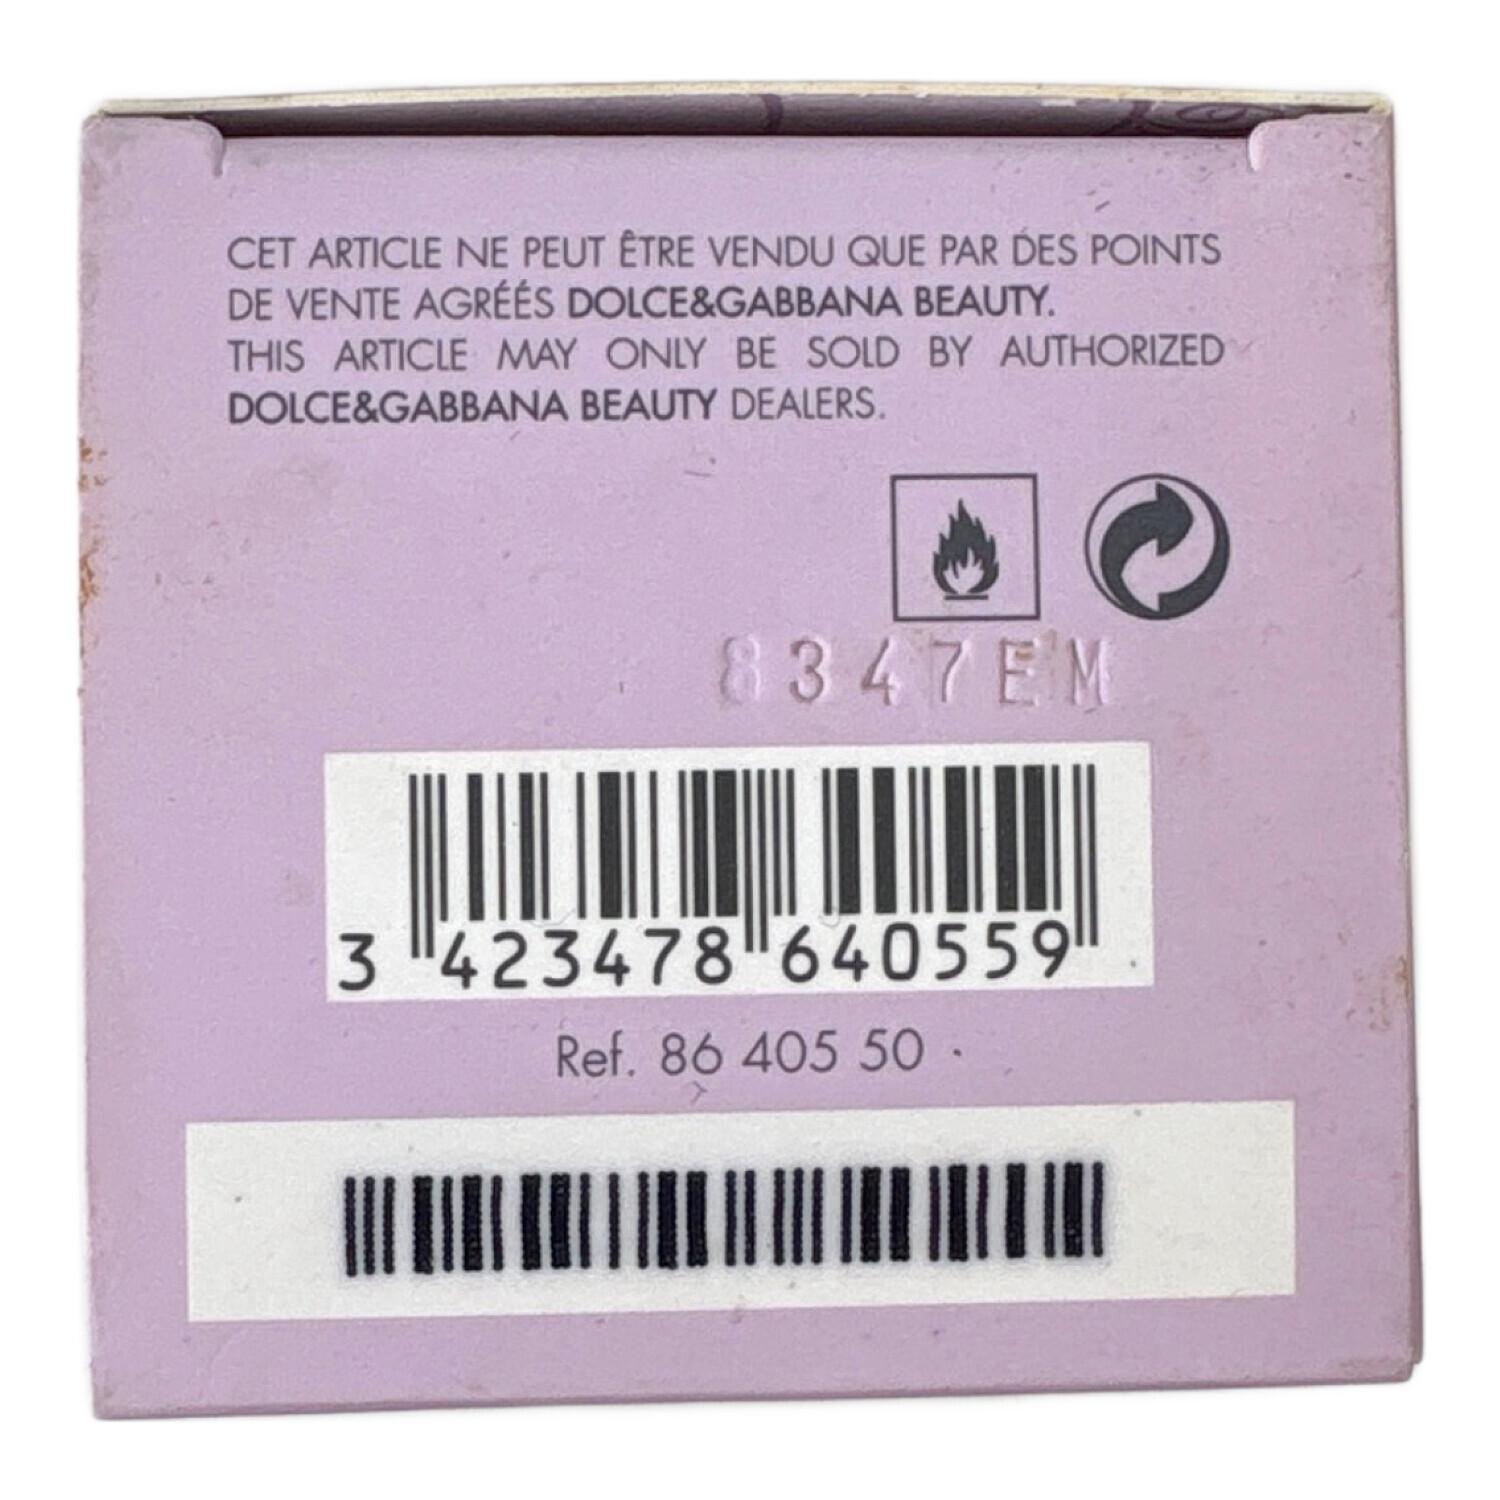 CET ARTICLE NE PEUT ÊTRE VENDU QUE PAR DES POINTS
DE VENTE AGRÉÉS DOLCE&GABBANA BEAUTY.
THIS ARTICLE MAY ONLY BE SOLD BY AUTHORIZED
DOLCE&GABBANA BEAUTY DEALERS.
8347EM
3 423478 640559
Ref. 86 405 50